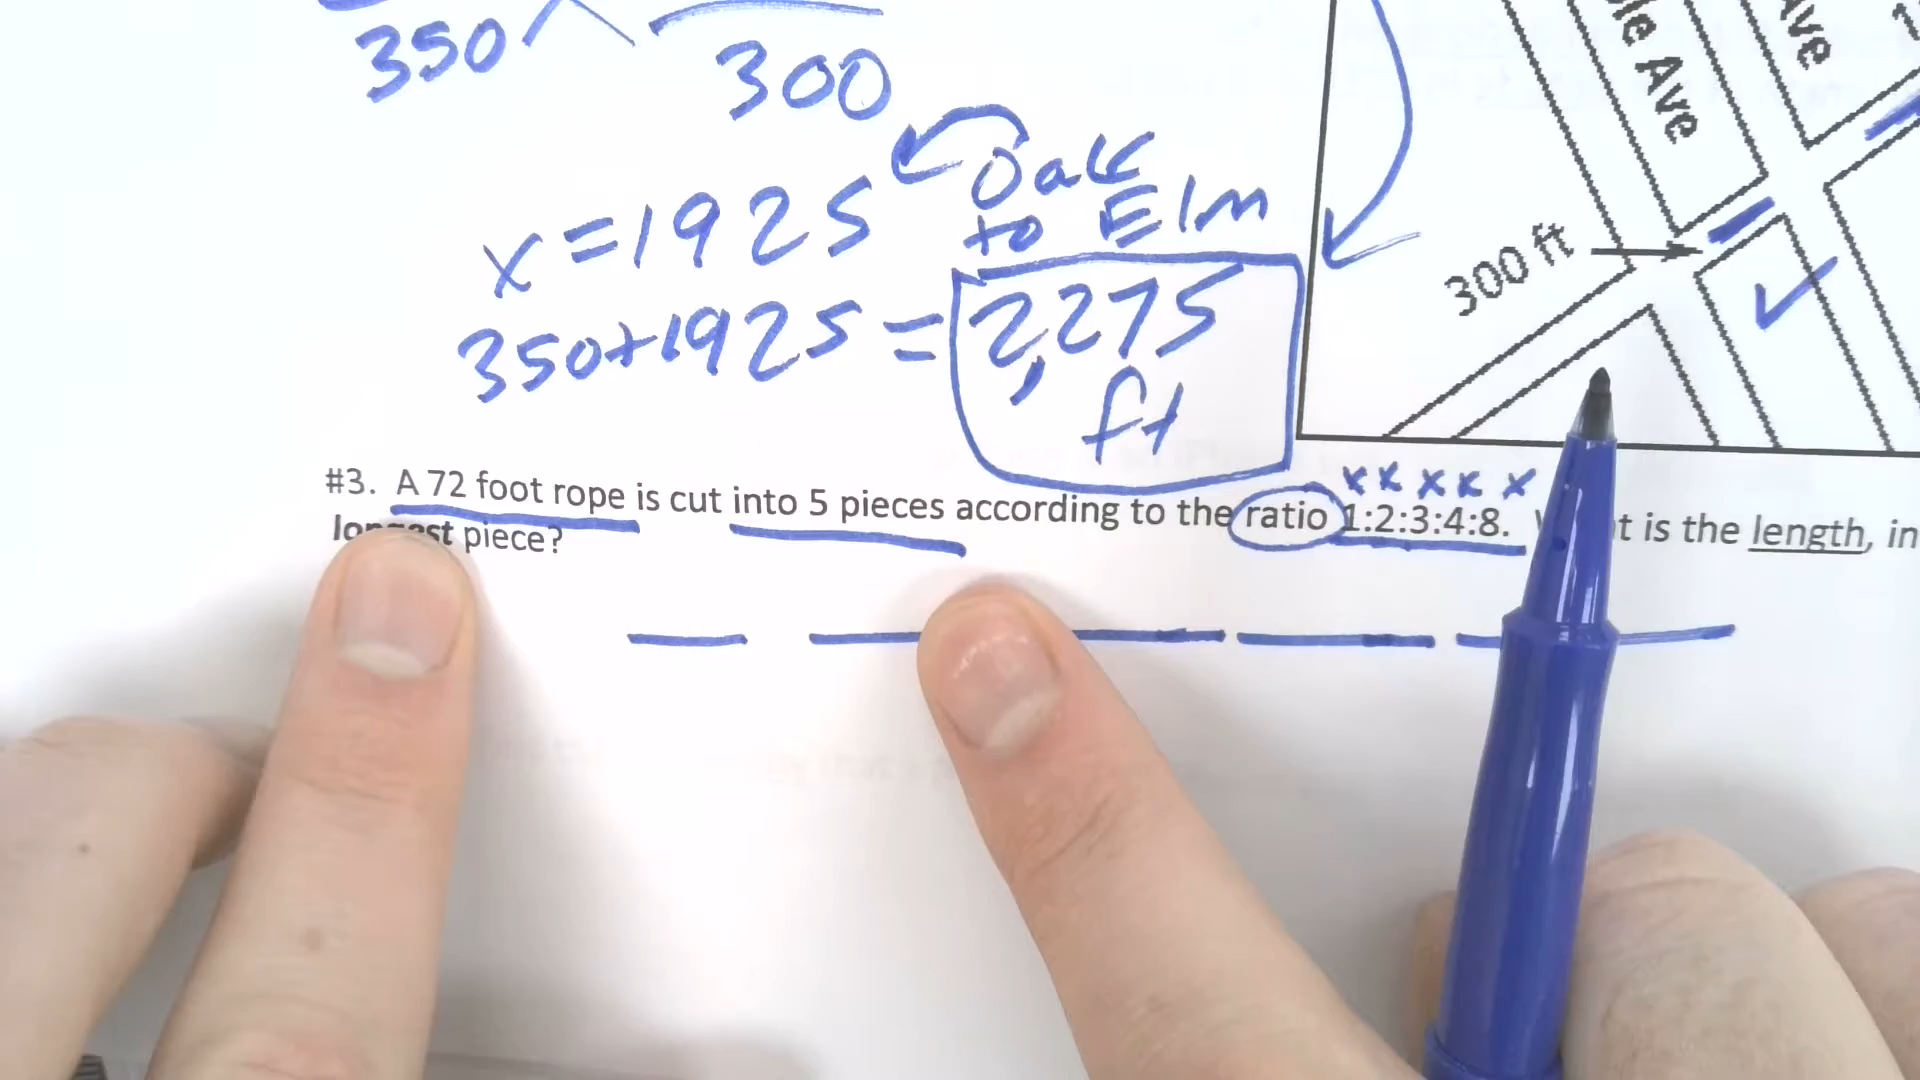 350
300
Oak
to Elm
x=1925
350+1925 = 2,275
ft
Ave
Ave
300 ft
x x x x x
#3. A 72 foot rope is cut into 5 pieces according to the ratio 1:2:3:4:8. is the length, in
piece?